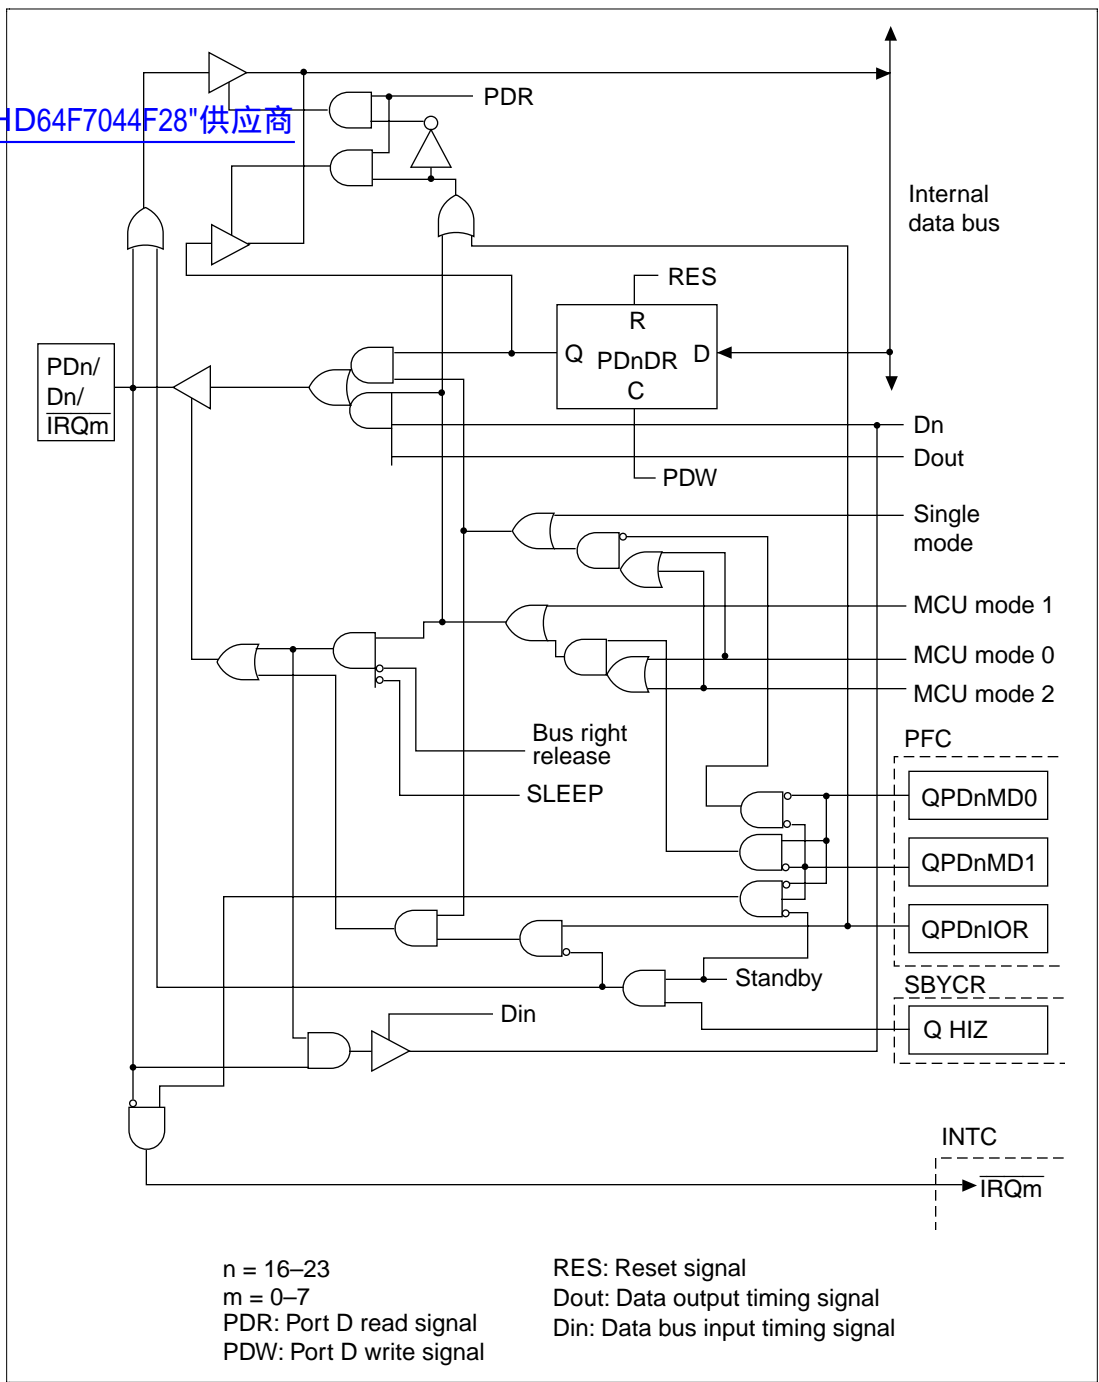 PDR
HD64F7044F28"供应商
Internal
data bus
RES
R
Q
PDnDR
D
C
PDn/
Dn/
IRQm
Dn
Dout
PDW
Single
mode
MCU mode 1
MCU mode 0
MCU mode 2
Bus right
release
PFC
SLEEP
QPDnMD0
QPDnMD1
QPDnIOR
Standby
SBYCR
Din
Q HIZ
INTC
IRQm
n = 16–23
m = 0–7
PDR: Port D read signal
PDW: Port D write signal
RES: Reset signal
Dout: Data output timing signal
Din: Data bus input timing signal